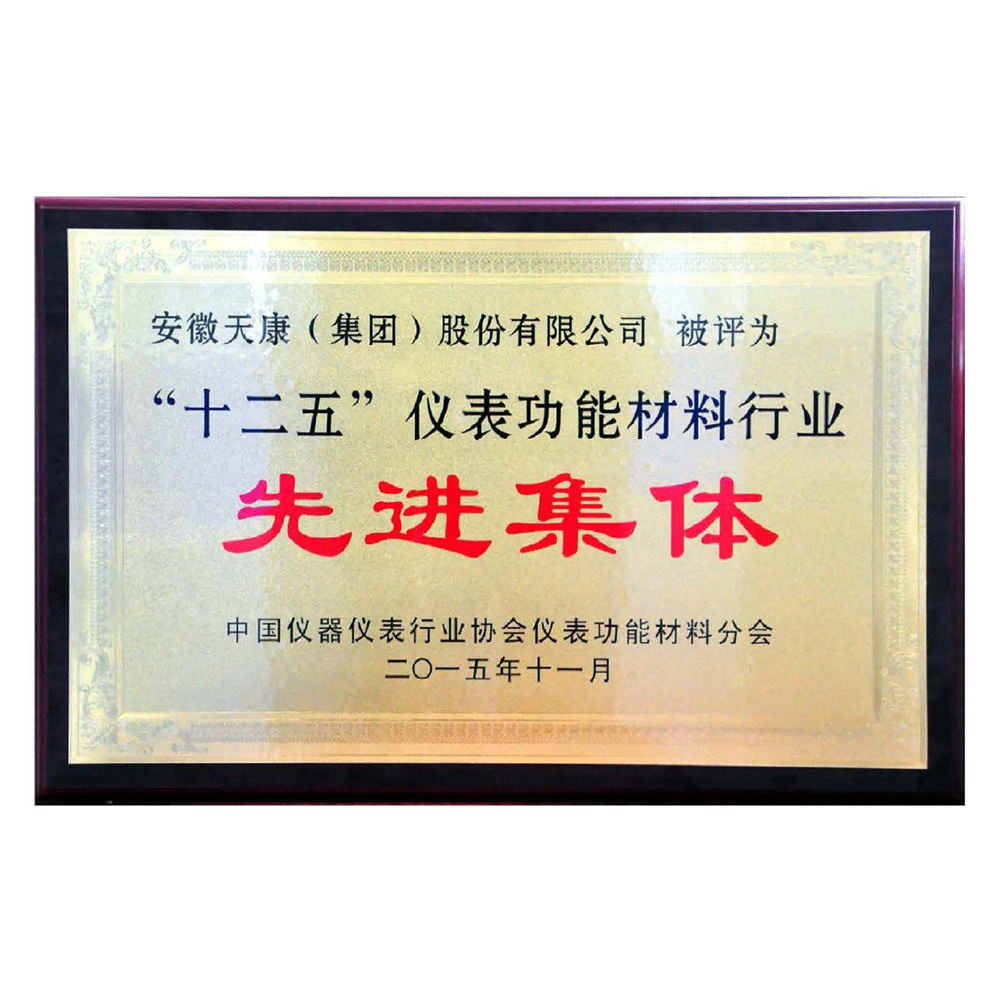 安徽天康（集团）股份有限公司 被评为
“十二五”仪表功能材料行业
先进集体
中国仪器仪表行业协会仪表功能材料分会
二〇一五年十一月